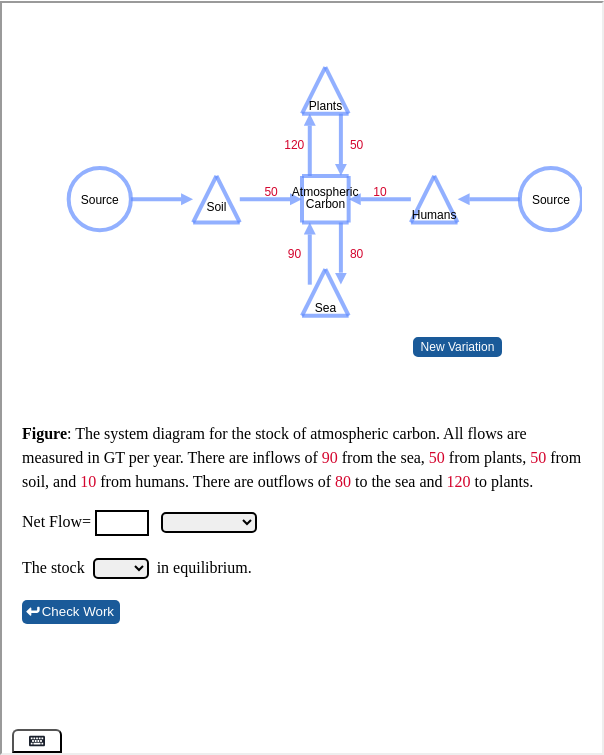 Plants
120
50
Source
Soil
50
Atmospheric
Carbon
10
Humans
Source
90
80
Sea
New Variation
Figure: The system diagram for the stock of atmospheric carbon. All flows are
measured in GT per year. There are inflows of 90 from the sea, 50 from plants, 50 from
soil, and 10 from humans. There are outflows of 80 to the sea and 120 to plants.
Net Flow=
The stock in equilibrium.
Check Work